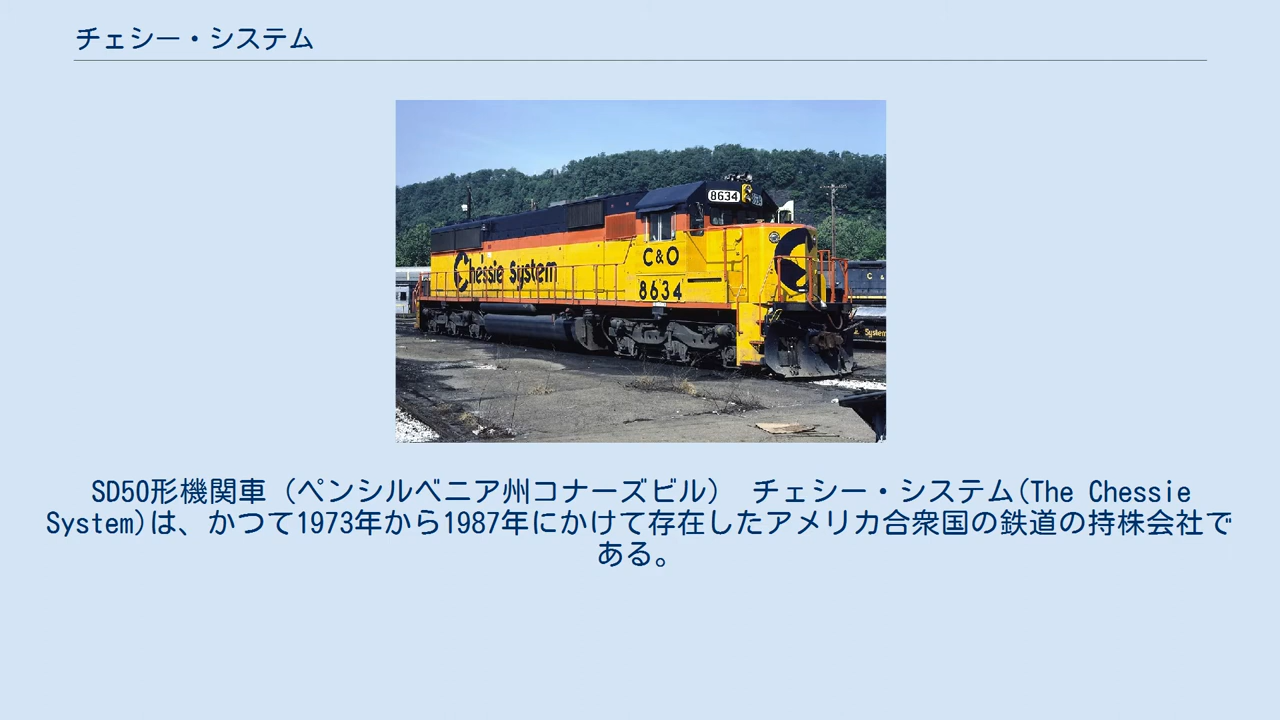 チェシー・システム
8634
Chessie System
C&O
8634
C &
System
SD50形機関車（ペンシルベニア州コナーズビル） チェシー・システム(The Chessie
System)は、かつて1973年から1987年にかけて存在したアメリカ合衆国の鉄道の持株会社で
ある。